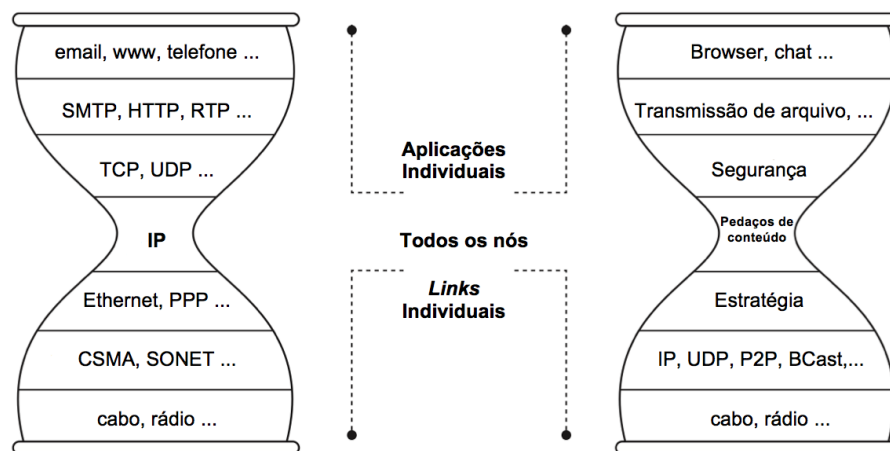 email, www, telefone ...
SMTP, HTTP, RTP ...
TCP, UDP ...
IP
Ethernet, PPP ...
CSMA, SONET ...
cabo, rádio ...
Aplicações
Individuais
Todos os nós
Links
Individuais
Browser, chat ...
Transmissão de arquivo, ...
Segurança
Pedaços de
conteúdo
Estratégia
IP, UDP, P2P, BCast,...
cabo, rádio ...